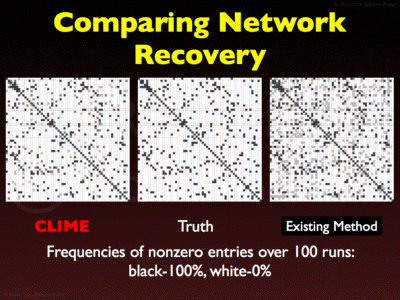 Comparing Network
Recovery
CLIME
Truth
Existing Method
Frequencies of nonzero entries over 100 runs:
black-100%, white-0%